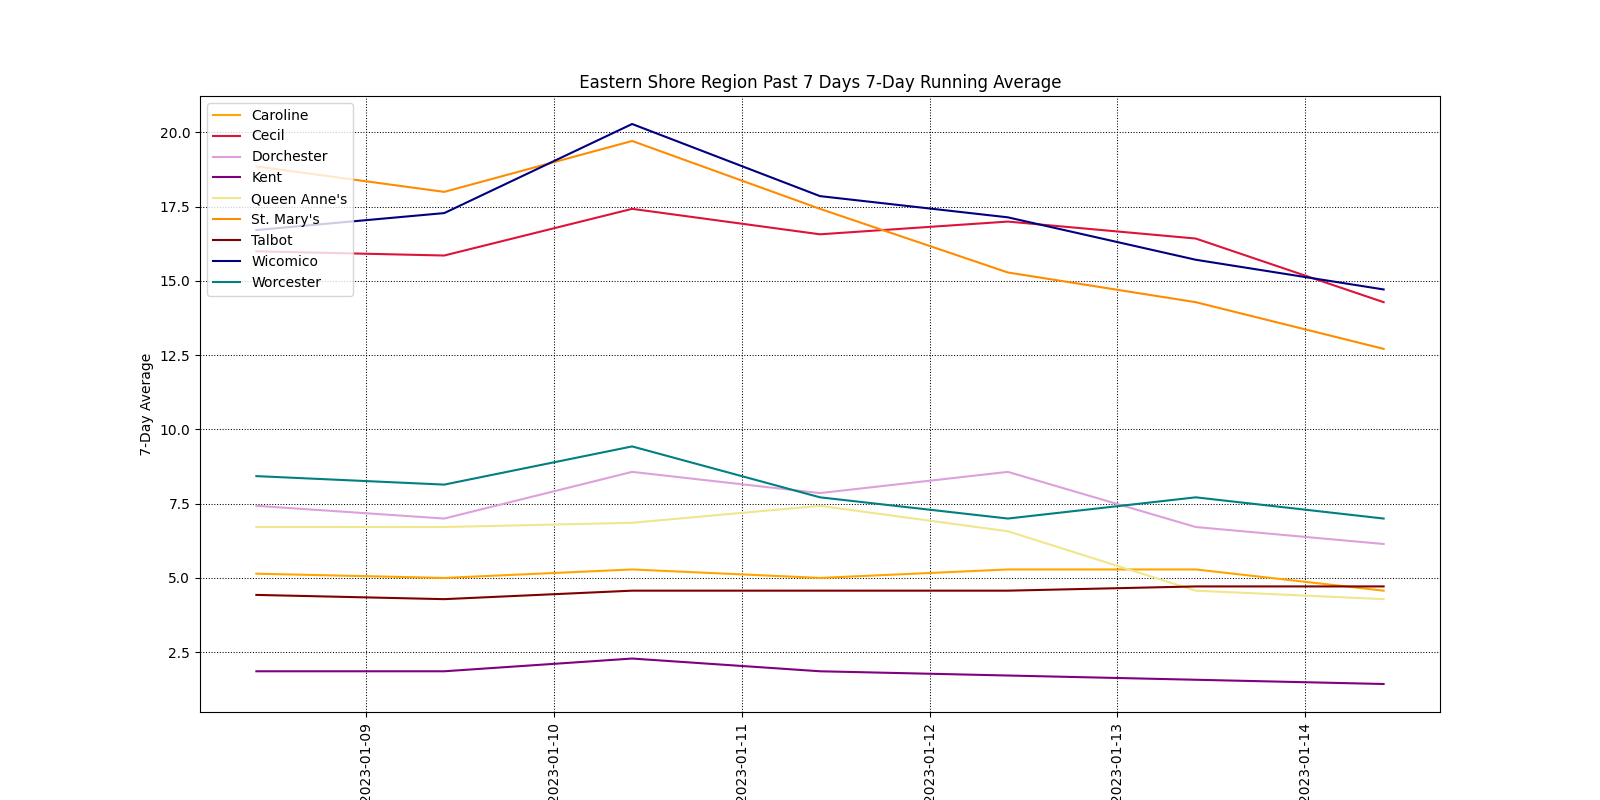 Eastern Shore Region Past 7 Days 7-Day Running Average
Caroline
Cecil
Dorchester
Kent
Queen Anne's
St. Mary's
Talbot
Wicomico
Worcester
20.0
17.5
15.0
12.5
10.0
7.5
5.0
2.5
7-Day Average
2023-01-09
2023-01-10
2023-01-11
2023-01-12
2023-01-13
2023-01-14